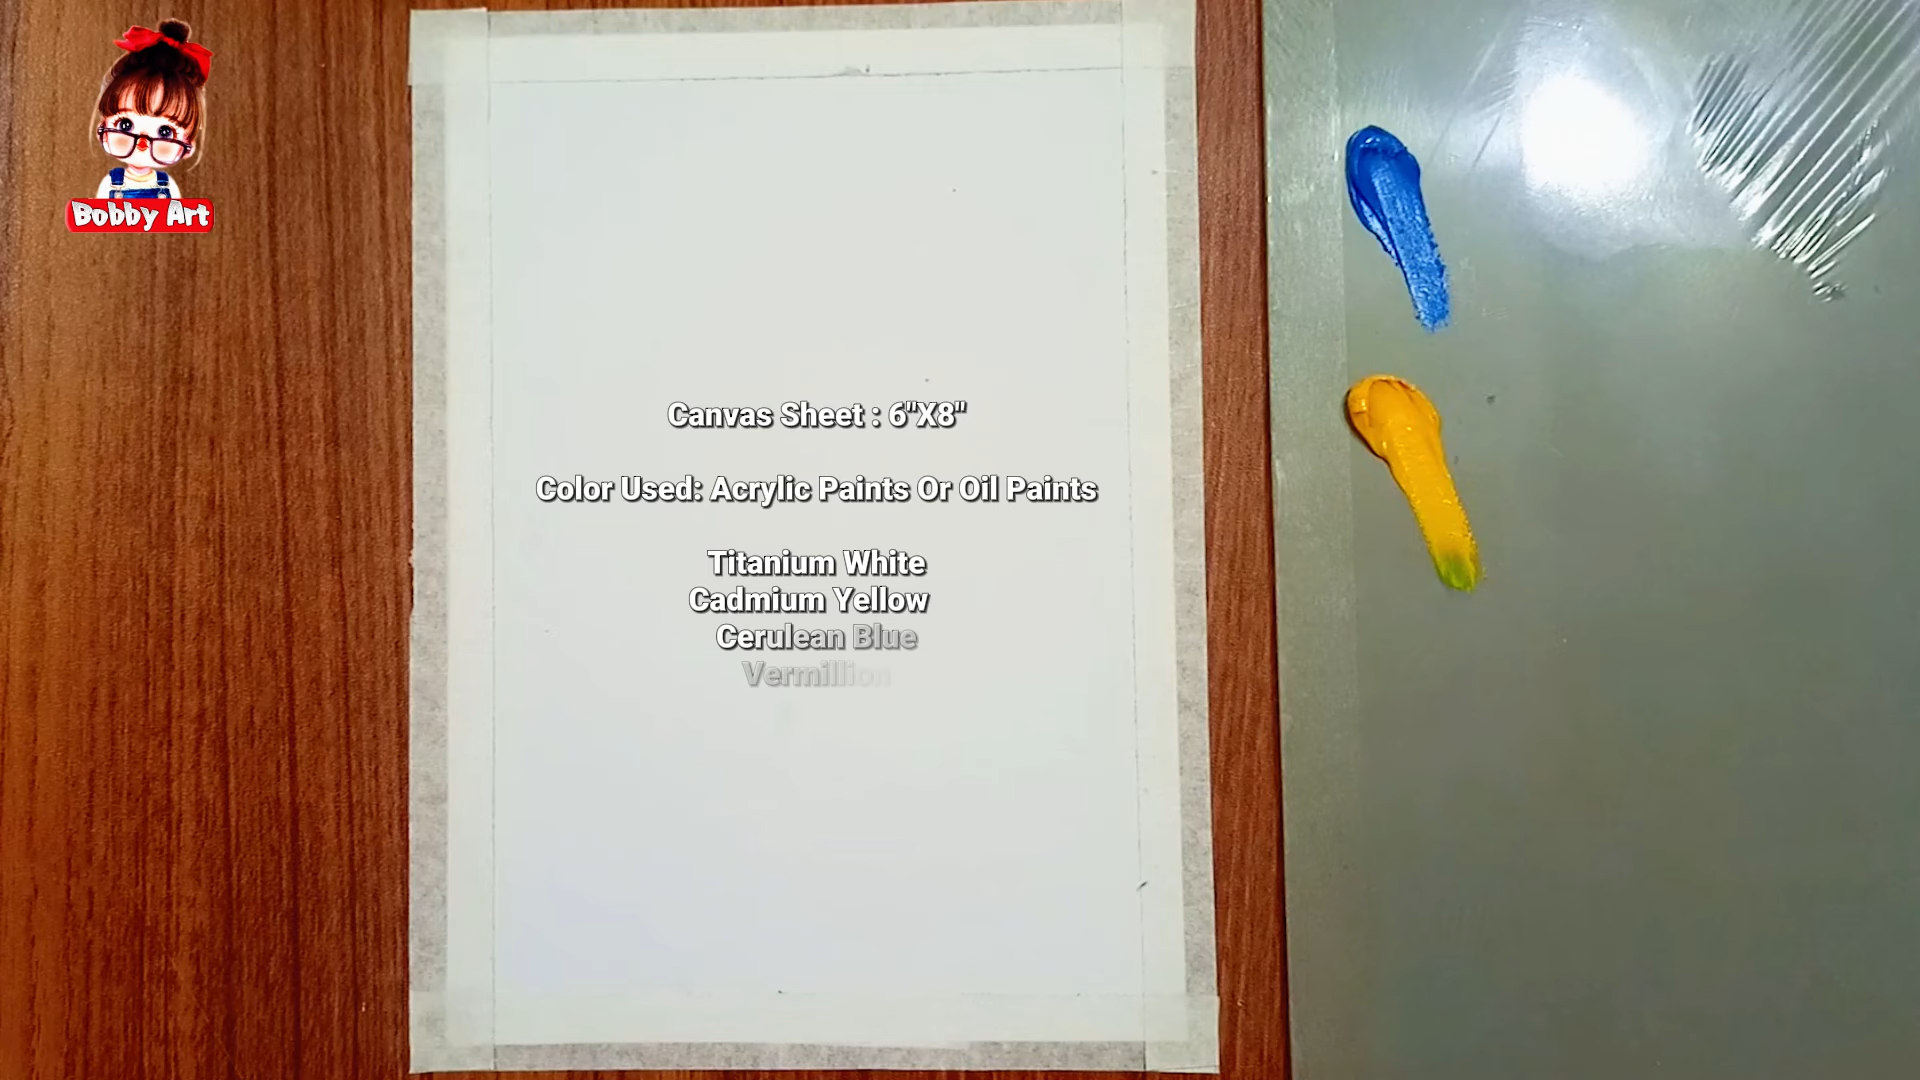 Bobby Art
Canvas Sheet : 6"X8"
Color Used: Acrylic Paints Or Oil Paints
Titanium White
Cadmium Yellow
Cerulean Blue
Vermillion